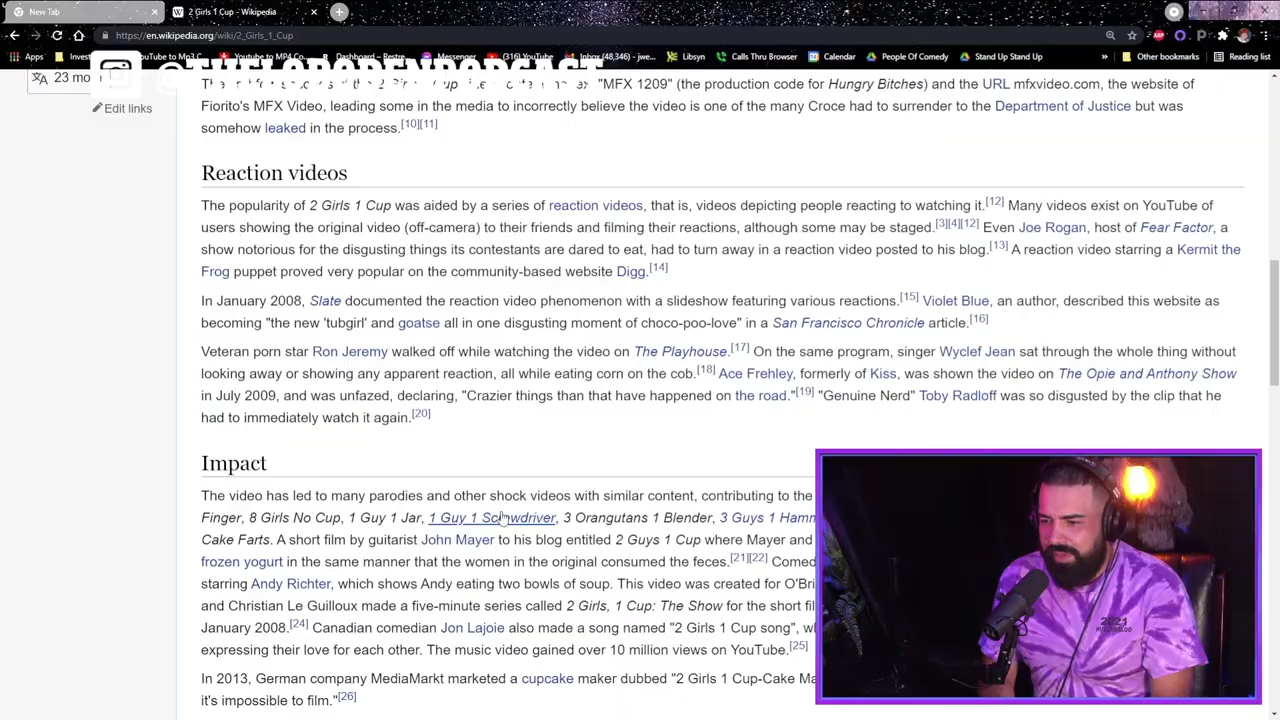 New Tab
2 Girls 1 Cup - Wikipedia
https://en.wikipedia.org/wiki/2_Girls_1_Cup
Apps
YouTube to Mp3 C
YouTube to MP4 Co
Dashboard – Restre
Messenger
(316) YouTube
Inbox (48,346) - jwe
Libsyn
Calls Thru Browser
Calendar
People Of Comedy
Stand Up Stand Up
Other bookmarks
Reading list
@THELOBODENPODCAST
23 mo
Edit links
"MFX 1209" (the production code for Hungry Bitches) and the URL mfxvideo.com, the website of
Fiorito's MFX Video, leading some in the media to incorrectly believe the video is one of the many Croce had to surrender to the Department of Justice but was
somehow leaked in the process.[10][11]
Reaction videos
The popularity of 2 Girls 1 Cup was aided by a series of reaction videos, that is, videos depicting people reacting to watching it.[12] Many videos exist on YouTube of
users showing the original video (off-camera) to their friends and filming their reactions, although some may be staged.[3][4][12] Even Joe Rogan, host of Fear Factor, a
show notorious for the disgusting things its contestants are dared to eat, had to turn away in a reaction video posted to his blog.[13] A reaction video starring a Kermit the
Frog puppet proved very popular on the community-based website Digg.[14]
In January 2008, Slate documented the reaction video phenomenon with a slideshow featuring various reactions.[15] Violet Blue, an author, described this website as
becoming "the new 'tubgirl' and goatse all in one disgusting moment of choco-poo-love" in a San Francisco Chronicle article.[16]
Veteran porn star Ron Jeremy walked off while watching the video on The Playhouse.[17] On the same program, singer Wyclef Jean sat through the whole thing without
looking away or showing any apparent reaction, all while eating corn on the cob.[18] Ace Frehley, formerly of Kiss, was shown the video on The Opie and Anthony Show
in July 2009, and was unfazed, declaring, "Crazier things than that have happened on the road."[19] "Genuine Nerd" Toby Radloff was so disgusted by the clip that he
had to immediately watch it again.[20]
Impact
The video has led to many parodies and other shock videos with similar content, contributing to the
Finger, 8 Girls No Cup, 1 Guy 1 Jar, 1 Guy 1 Screwdriver, 3 Orangutans 1 Blender, 3 Guys 1 Hamm
Cake Farts. A short film by guitarist John Mayer to his blog entitled 2 Guys 1 Cup where Mayer and
frozen yogurt in the same manner that the women in the original consumed the feces.[21][22] Comed
starring Andy Richter, which shows Andy eating two bowls of soup. This video was created for O'Bri
and Christian Le Guilloux made a five-minute series called 2 Girls, 1 Cup: The Show for the short fil
January 2008.[24] Canadian comedian Jon Lajoie also made a song named "2 Girls 1 Cup song", w
expressing their love for each other. The music video gained over 10 million views on YouTube.[25]
In 2013, German company MediaMarkt marketed a cupcake maker dubbed "2 Girls 1 Cup-Cake Ma
it's impossible to film."[26]
2021